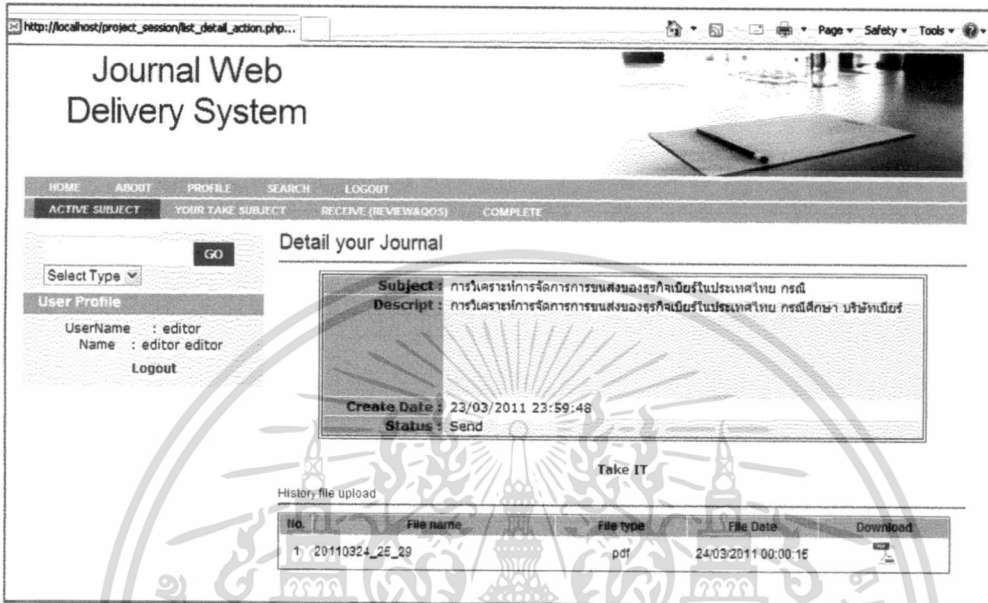 http://localhost/project_session/list_detail_action.php...
Page Safety Tools
Journal Web
Delivery System
HOME ABOUT PROFILE SEARCH LOGOUT
ACTIVE SUBJECT YOUR TAKE SUBJECT RECEIVE (REVIEW&QOS) COMPLETE
GO
Select Type
User Profile
UserName : editor
Name : editor editor
Logout
Detail your Journal
Subject : การวิเคราะห์การจัดการการขนส่งของธุรกิจเบียร์ในประเทศไทย กรณี
Descript : การวิเคราะห์การจัดการการขนส่งของธุรกิจเบียร์ในประเทศไทย กรณีศึกษา บริษัทเบียร์
Create Date : 23/03/2011 23:59:48
Status : Send
Take IT
History file upload
No. File name File type File Date Download
1 20110324_25_29 pdf 24/03/2011 00:00:15